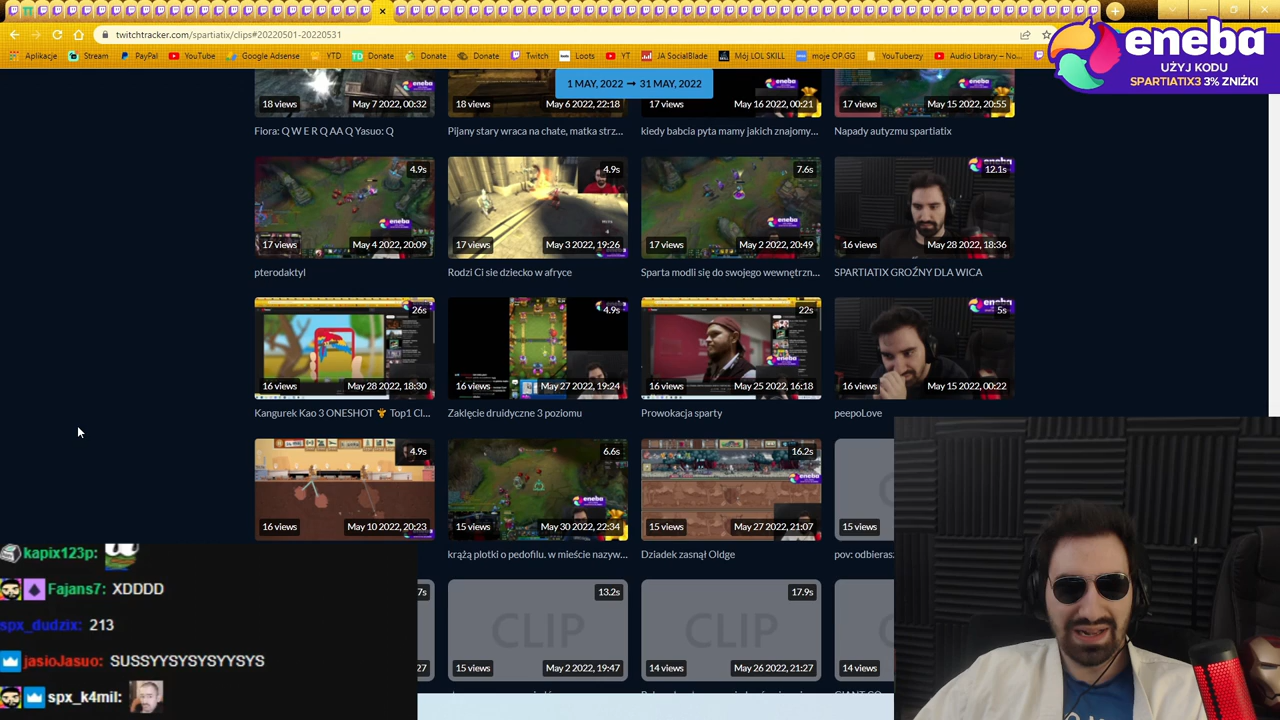 twitchtracker.com/spartiatix/clips#20220501-20220531
Aplikacje
Stream
PayPal
YouTube
Google Adsense
YTD
Donate
Donate
Twitch
Loots
YT
JA SocialBlade
Mój LOL SKILL
moje OP.GG
YouTuberzy
Audio Library – No...
eneba
UŻYJ KODU
SPARTIATIX3 3% ZNIŻKI
1 MAY, 2022 → 31 MAY, 2022
18 views May 7 2022, 00:32
18 views May 6 2022, 22:18
17 views May 16 2022, 00:21
17 views May 15 2022, 20:55
Fiora: Q W E R Q AA Q Yasuo: Q
Pijany stary wraca na chate, matka strz...
kiedy babcia pyta mamy jakich znajomy...
Napady autyzmu spartiatix
4.9s
4.9s
7.6s
12.1s
eneba
17 views May 4 2022, 20:09
17 views May 3 2022, 19:26
17 views May 2 2022, 20:49
16 views May 28 2022, 18:36
pterodaktyl
Rodzi Ci sie dziecko w afryce
Sparta modli się do swojego wewnętrzn...
SPARTIATIX GROŹNY DLA WICA
26s
4.9s
22s
5s
16 views May 28 2022, 18:30
16 views May 27 2022, 19:24
16 views May 25 2022, 16:18
16 views May 15 2022, 00:22
Kangurek Kao 3 ONESHOT 🏆 Top1 Cl...
Zaklęcie druidyczne 3 poziomu
Prowokacja sparty
peepoLove
4.9s
6.6s
16.2s
16 views May 10 2022, 20:23
15 views May 30 2022, 22:34
15 views May 27 2022, 21:07
15 views
krążą plotki o pedofilu. w mieście nazyw...
Dziadek zasnął Oldge
pov: odbieras
7s
13.2s
17.9s
CLIP
CLIP
27
15 views May 2 2022, 19:47
14 views May 26 2022, 21:27
14 views
kapix123p:
Fajans7: XDDDD
spx_dudzix: 213
jasioJasuo: SUSSYYSYSYSYYSYS
spx_k4mil: